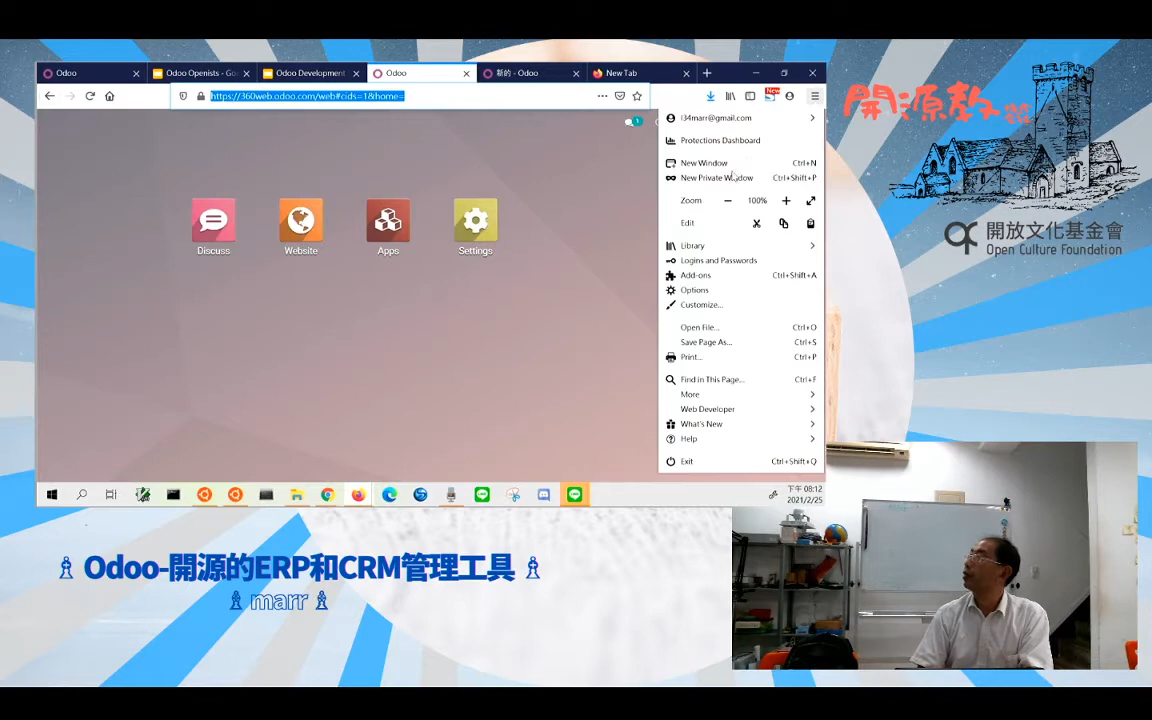 Odoo
Odoo Openists - Goo
Odoo Development
Odoo
新的 - Odoo
New Tab
https://360web.odoo.com/web#cids=1&home=
New
1
Discuss
Website
Apps
Settings
l34marr@gmail.com
Protections Dashboard
New Window Ctrl+N
New Private Window Ctrl+Shift+P
Zoom 100%
Edit
Library
Logins and Passwords
Add-ons Ctrl+Shift+A
Options
Customize...
Open File... Ctrl+O
Save Page As... Ctrl+S
Print... Ctrl+P
Find in This Page... Ctrl+F
More
Web Developer
What's New
Help
Exit Ctrl+Shift+Q
下午 08:12
2021/2/25
開源教
開放文化基金會
Open Culture Foundation
Odoo-開源的ERP和CRM管理工具
marr